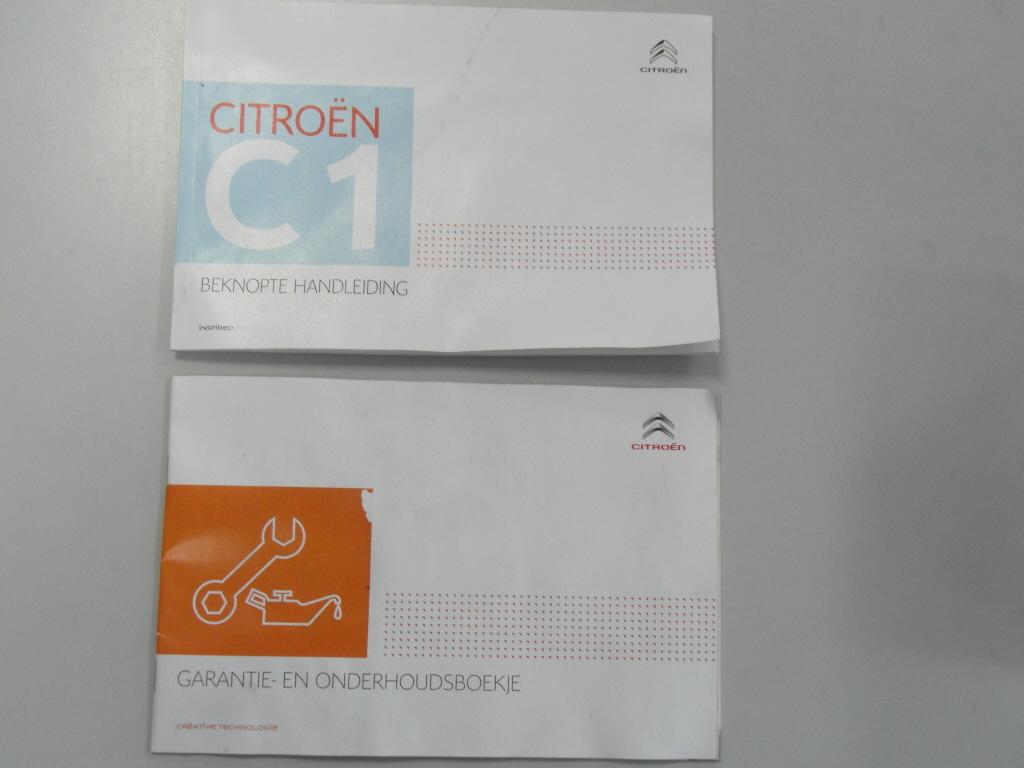 CITROËN
CITROËN
C1
BEKNOPTE HANDLEIDING
INSPIRED
CITROËN
GARANTIE- EN ONDERHOUDSBOEKJE
CRÉATIVE TECHNOLOGIE